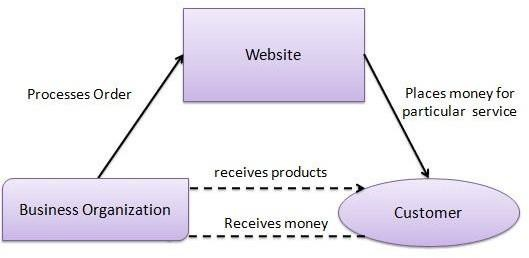 Website
Processes Order
Places money for
particular service
receives products
Business Organization
Customer
Receives money